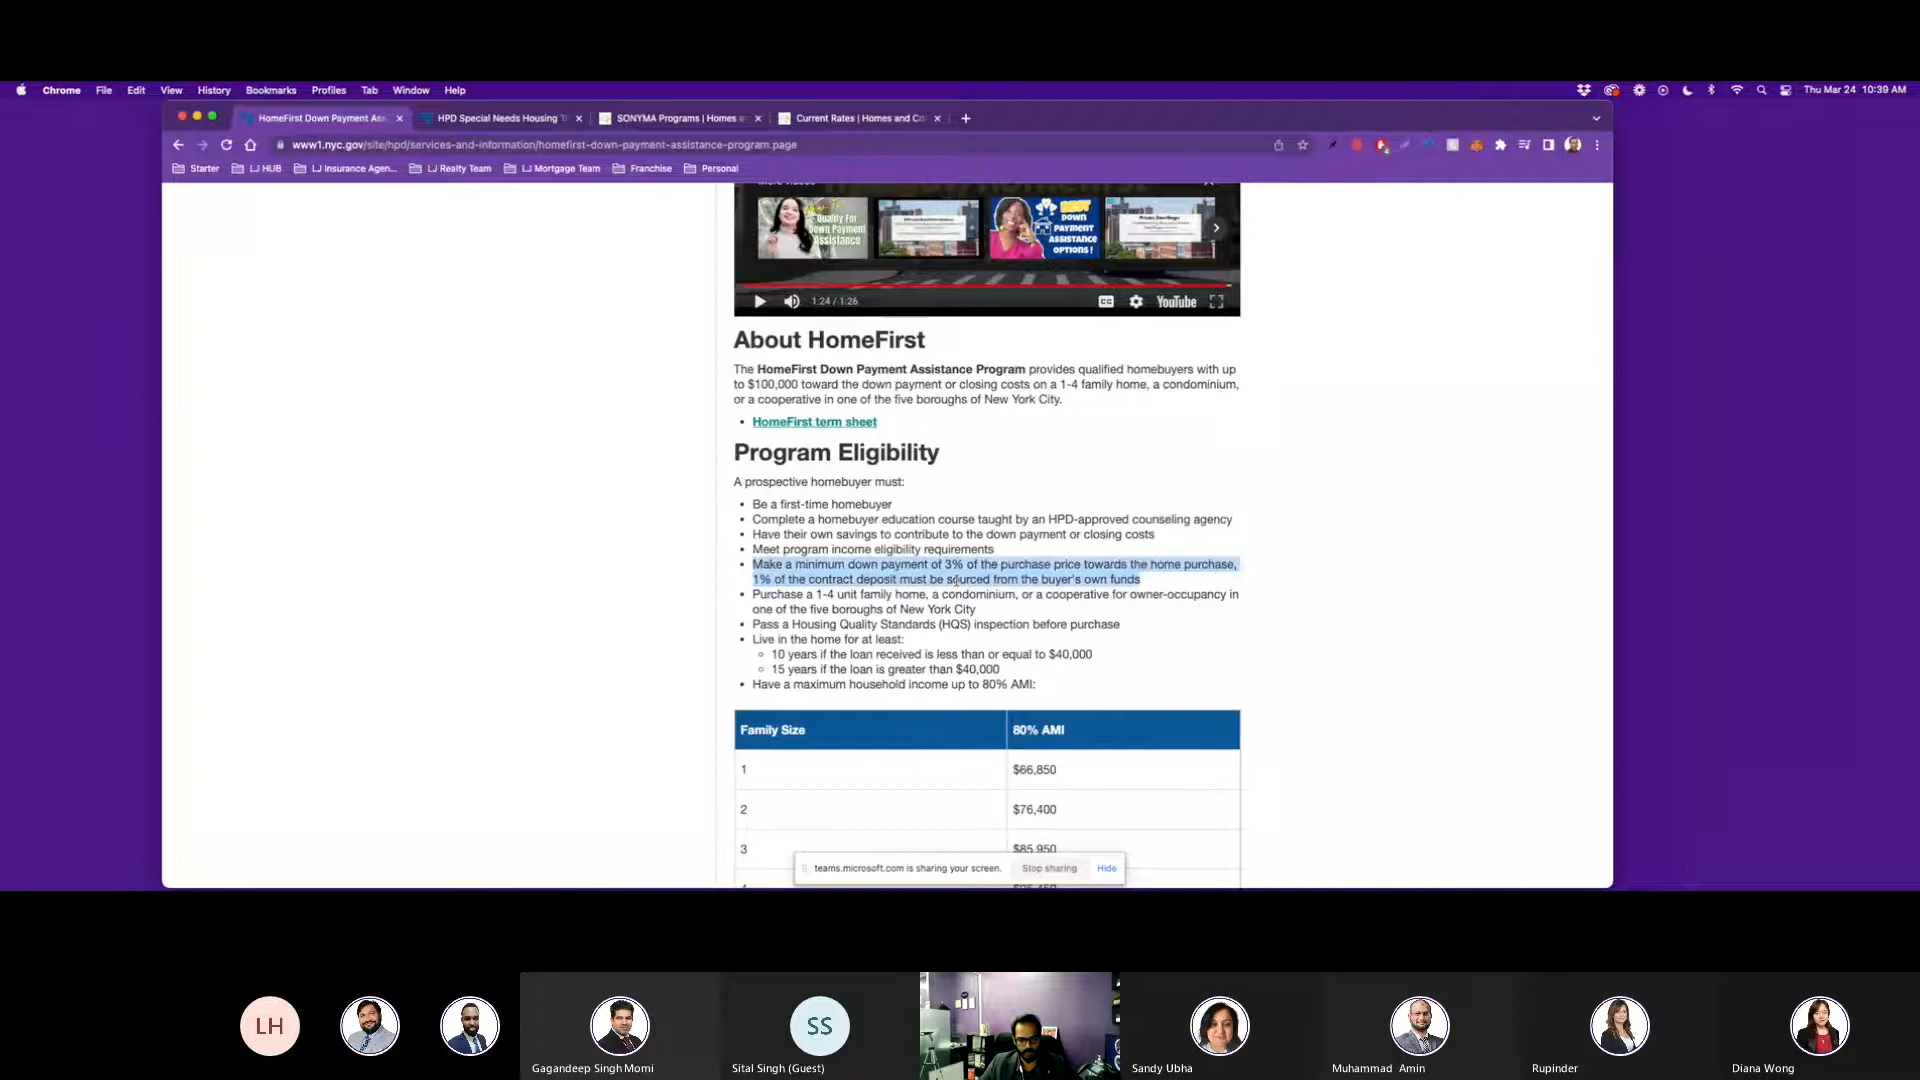 Chrome File Edit View History Bookmarks Profiles Tab Window Help
Thu Mar 24 10:39 AM
HomeFirst Down Payment Ass
HPD Special Needs Housing T
SONYMA Programs | Homes a
Current Rates | Homes and Co
www1.nyc.gov/site/hpd/services-and-information/homefirst-down-payment-assistance-program.page
Starter
LJ HUB
LJ Insurance Agen...
LJ Realty Team
LJ Mortgage Team
Franchise
Personal
Qualify For
Down Payment
Assistance
BEST
DOWN
PAYMENT
ASSISTANCE
OPTIONS!
1:24 / 1:26
CC
YouTube
About HomeFirst
The HomeFirst Down Payment Assistance Program provides qualified homebuyers with up
to $100,000 toward the down payment or closing costs on a 1-4 family home, a condominium,
or a cooperative in one of the five boroughs of New York City.
• HomeFirst term sheet
Program Eligibility
A prospective homebuyer must:
• Be a first-time homebuyer
• Complete a homebuyer education course taught by an HPD-approved counseling agency
• Have their own savings to contribute to the down payment or closing costs
• Meet program income eligibility requirements
• Make a minimum down payment of 3% of the purchase price towards the home purchase,
1% of the contract deposit must be sourced from the buyer's own funds
• Purchase a 1-4 unit family home, a condominium, or a cooperative for owner-occupancy in
one of the five boroughs of New York City
• Pass a Housing Quality Standards (HQS) inspection before purchase
• Live in the home for at least:
10 years if the loan received is less than or equal to $40,000
15 years if the loan is greater than $40,000
• Have a maximum household income up to 80% AMI:
Family Size 80% AMI
1 $66,850
2 $76,400
3 $85,950
teams.microsoft.com is sharing your screen. Stop sharing Hide
LH
SS
Gagandeep Singh Momi
Sital Singh (Guest)
Sandy Ubha
Muhammad Amin
Rupinder
Diana Wong